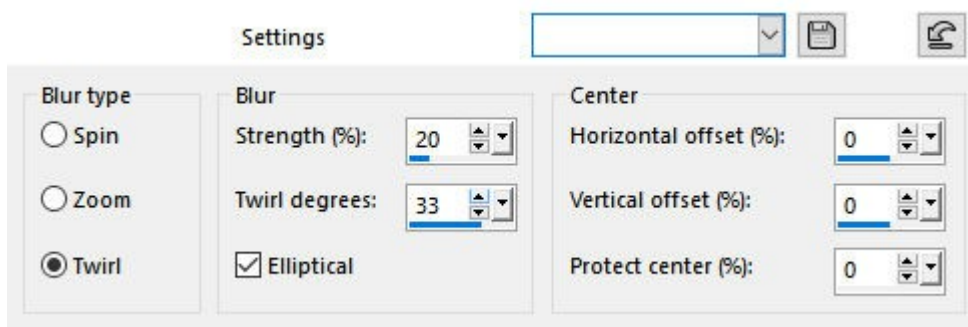 Settings
Blur type
Spin
Zoom
Twirl
Blur
Strength (%): 20
Twirl degrees: 33
Elliptical
Center
Horizontal offset (%): 0
Vertical offset (%): 0
Protect center (%): 0